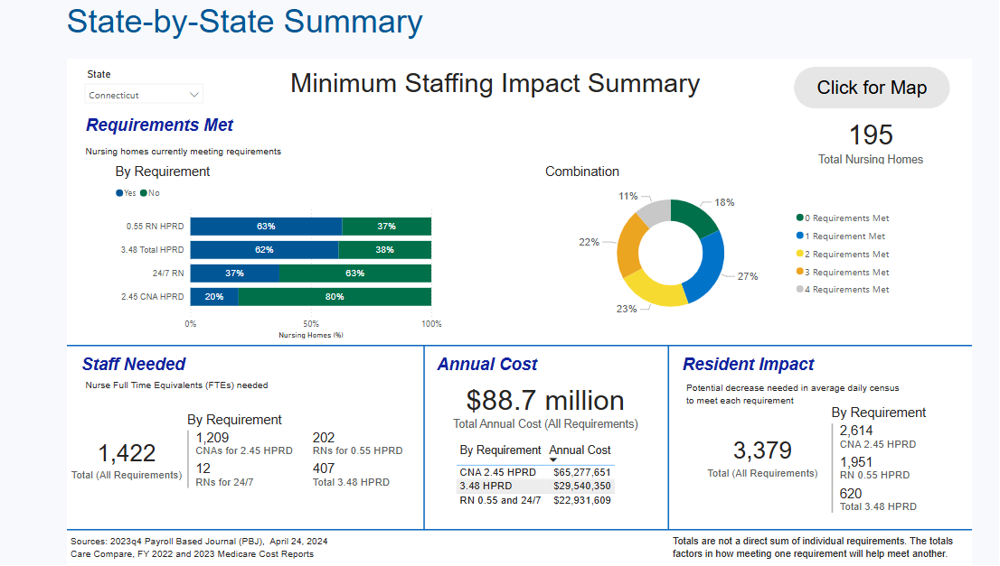 State-by-State Summary
State
Connecticut
Minimum Staffing Impact Summary
Click for Map
195
Total Nursing Homes
Requirements Met
Nursing homes currently meeting requirements
By Requirement
Yes No
0.55 RN HPRD 63% 37%
3.48 Total HPRD 62% 38%
24/7 RN 37% 63%
2.45 CNA HPRD 20% 80%
0% 50% 100%
Nursing Homes (%)
Combination
11%
18%
22%
27%
23%
0 Requirements Met
1 Requirement Met
2 Requirements Met
3 Requirements Met
4 Requirements Met
Staff Needed
Nurse Full Time Equivalents (FTEs) needed
1,422
Total (All Requirements)
By Requirement
1,209
CNAs for 2.45 HPRD
202
RNs for 0.55 HPRD
12
RNs for 24/7
407
Total 3.48 HPRD
Annual Cost
$88.7 million
Total Annual Cost (All Requirements)
By Requirement Annual Cost
CNA 2.45 HPRD $65,277,651
3.48 HPRD $29,540,350
RN 0.55 and 24/7 $22,931,609
Resident Impact
Potential decrease needed in average daily census
to meet each requirement
3,379
Total (All Requirements)
By Requirement
2,614
CNA 2.45 HPRD
1,951
RN 0.55 HPRD
620
Total 3.48 HPRD
Sources: 2023q4 Payroll Based Journal (PBJ), April 24, 2024
Care Compare, FY 2022 and 2023 Medicare Cost Reports
Totals are not a direct sum of individual requirements. The totals
factors in how meeting one requirement will help meet another.